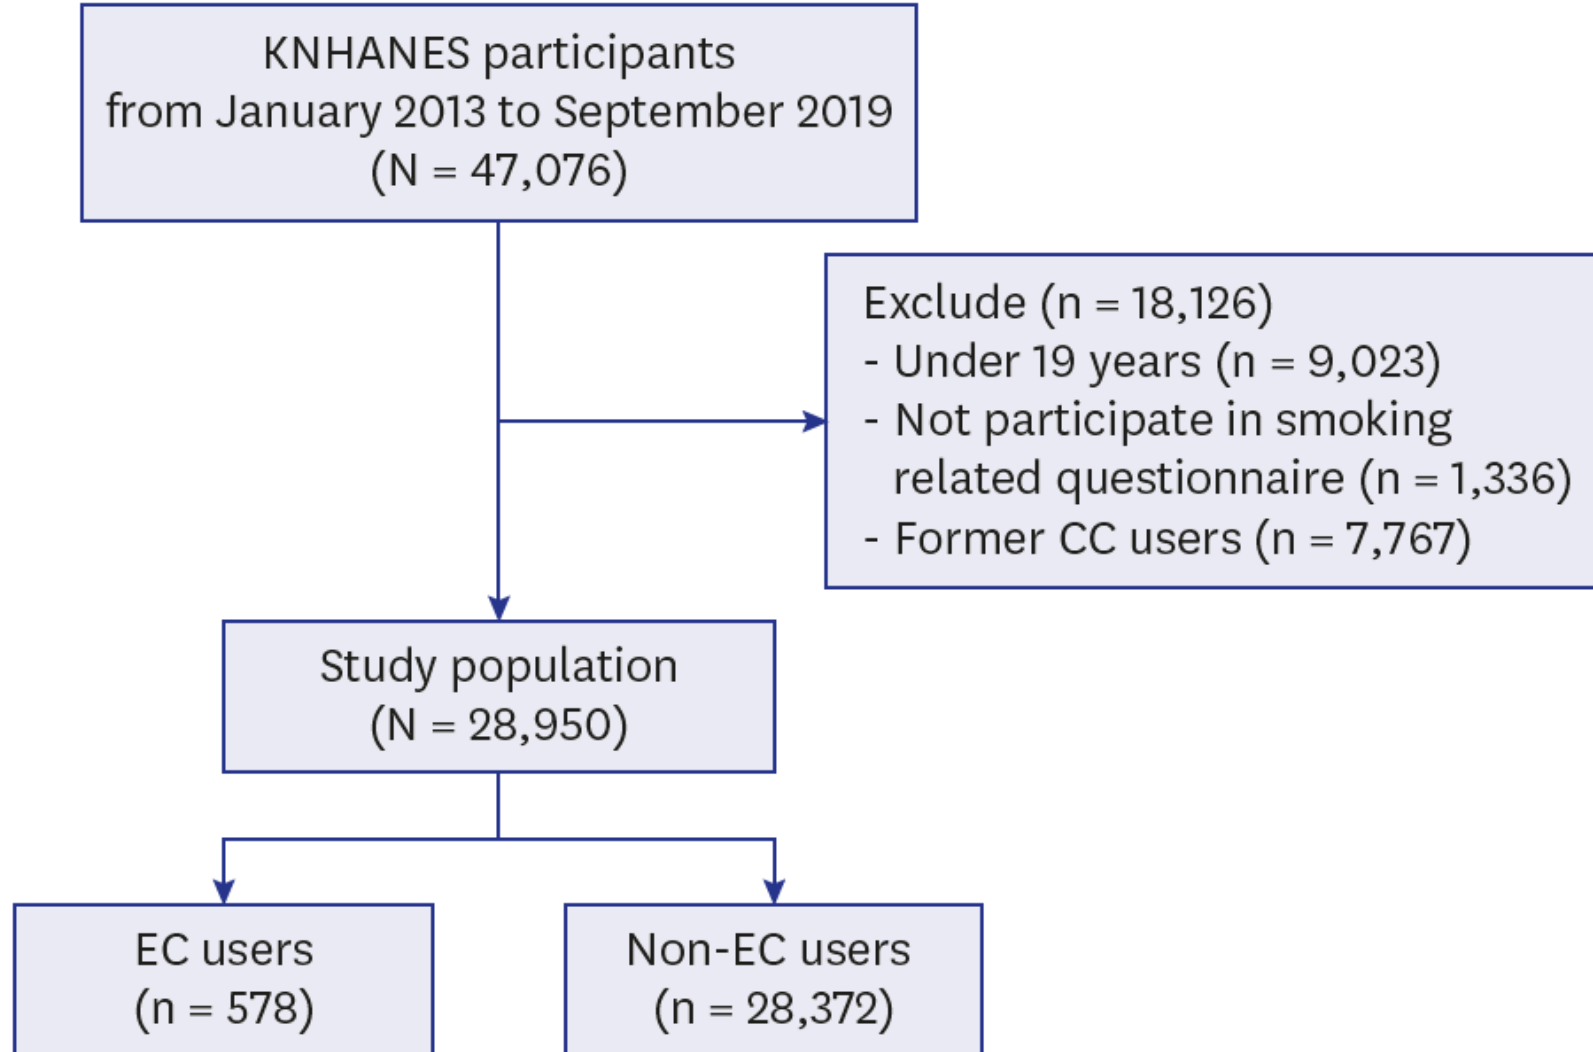 KNHANES participants
from January 2013 to September 2019
(N = 47,076)
Exclude (n = 18,126)
- Under 19 years (n = 9,023)
- Not participate in smoking
related questionnaire (n = 1,336)
- Former CC users (n = 7,767)
Study population
(N = 28,950)
EC users
(n = 578)
Non-EC users
(n = 28,372)